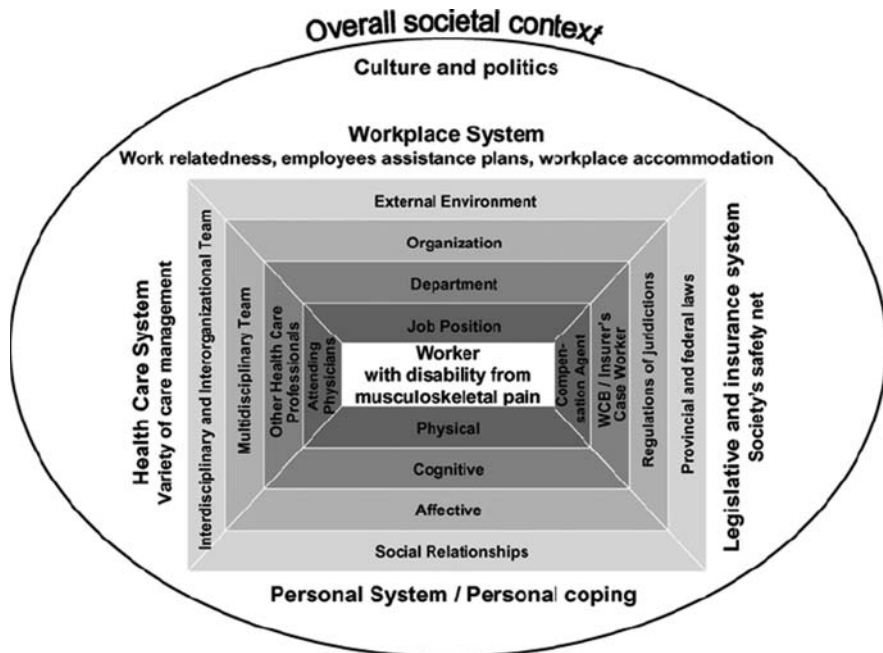 Overall societal context
Culture and politics
Workplace System
Work relatedness, employees assistance plans, workplace accommodation
External Environment
Organization
Department
Job Position
Health Care System
Variety of care management
Interdisciplinary and Interorganizational Team
Multidisciplinary Team
Other Health Care
Professionals
Attending
Physicians
Worker
with disability from
musculoskeletal pain
Compen-
sation Agent
WCB / Insurer's
Case Worker
Regulations of juridictions
Provincial and federal laws
Legislative and insurance system
Society's safety net
Physical
Cognitive
Affective
Social Relationships
Personal System / Personal coping